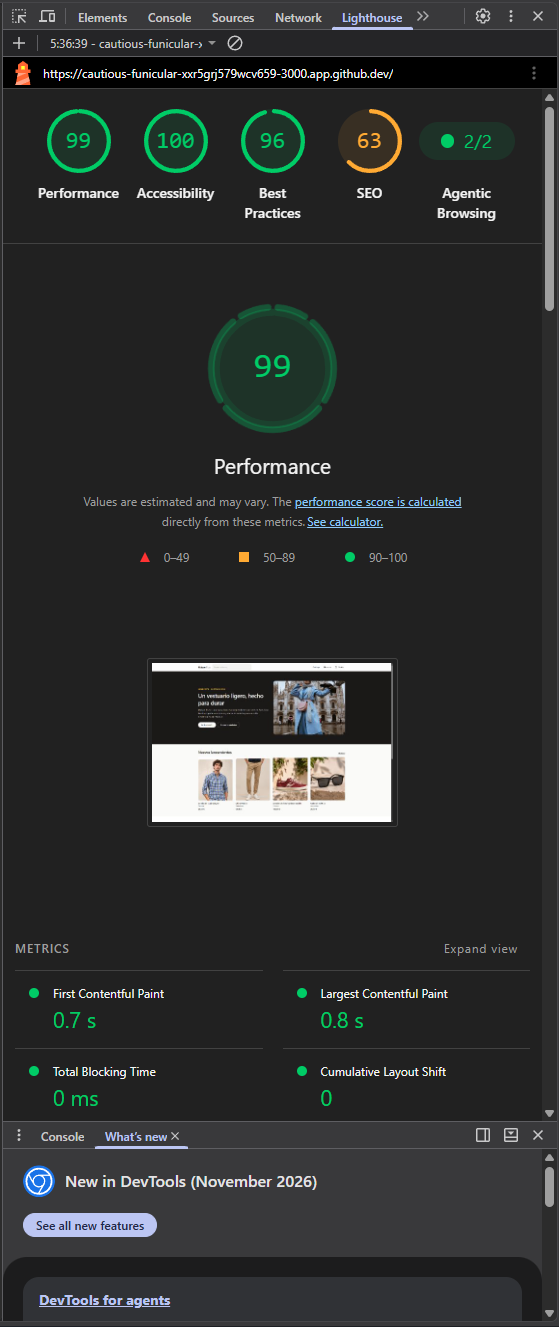 Elements Console Sources Network Lighthouse
5:36:39 - cautious-funicular-x
https://cautious-funicular-xxr5grj579wcv659-3000.app.github.dev/
99 100 96 63 2/2
Performance Accessibility Best Practices SEO Agentic Browsing
99
Performance
Values are estimated and may vary. The performance score is calculated
directly from these metrics. See calculator.
0–49 50–89 90–100
Un vestuario ligero, hecho
para durar
METRICS Expand view
First Contentful Paint Largest Contentful Paint
0.7 s 0.8 s
Total Blocking Time Cumulative Layout Shift
0 ms 0
Console What's new
New in DevTools (November 2026)
See all new features
DevTools for agents